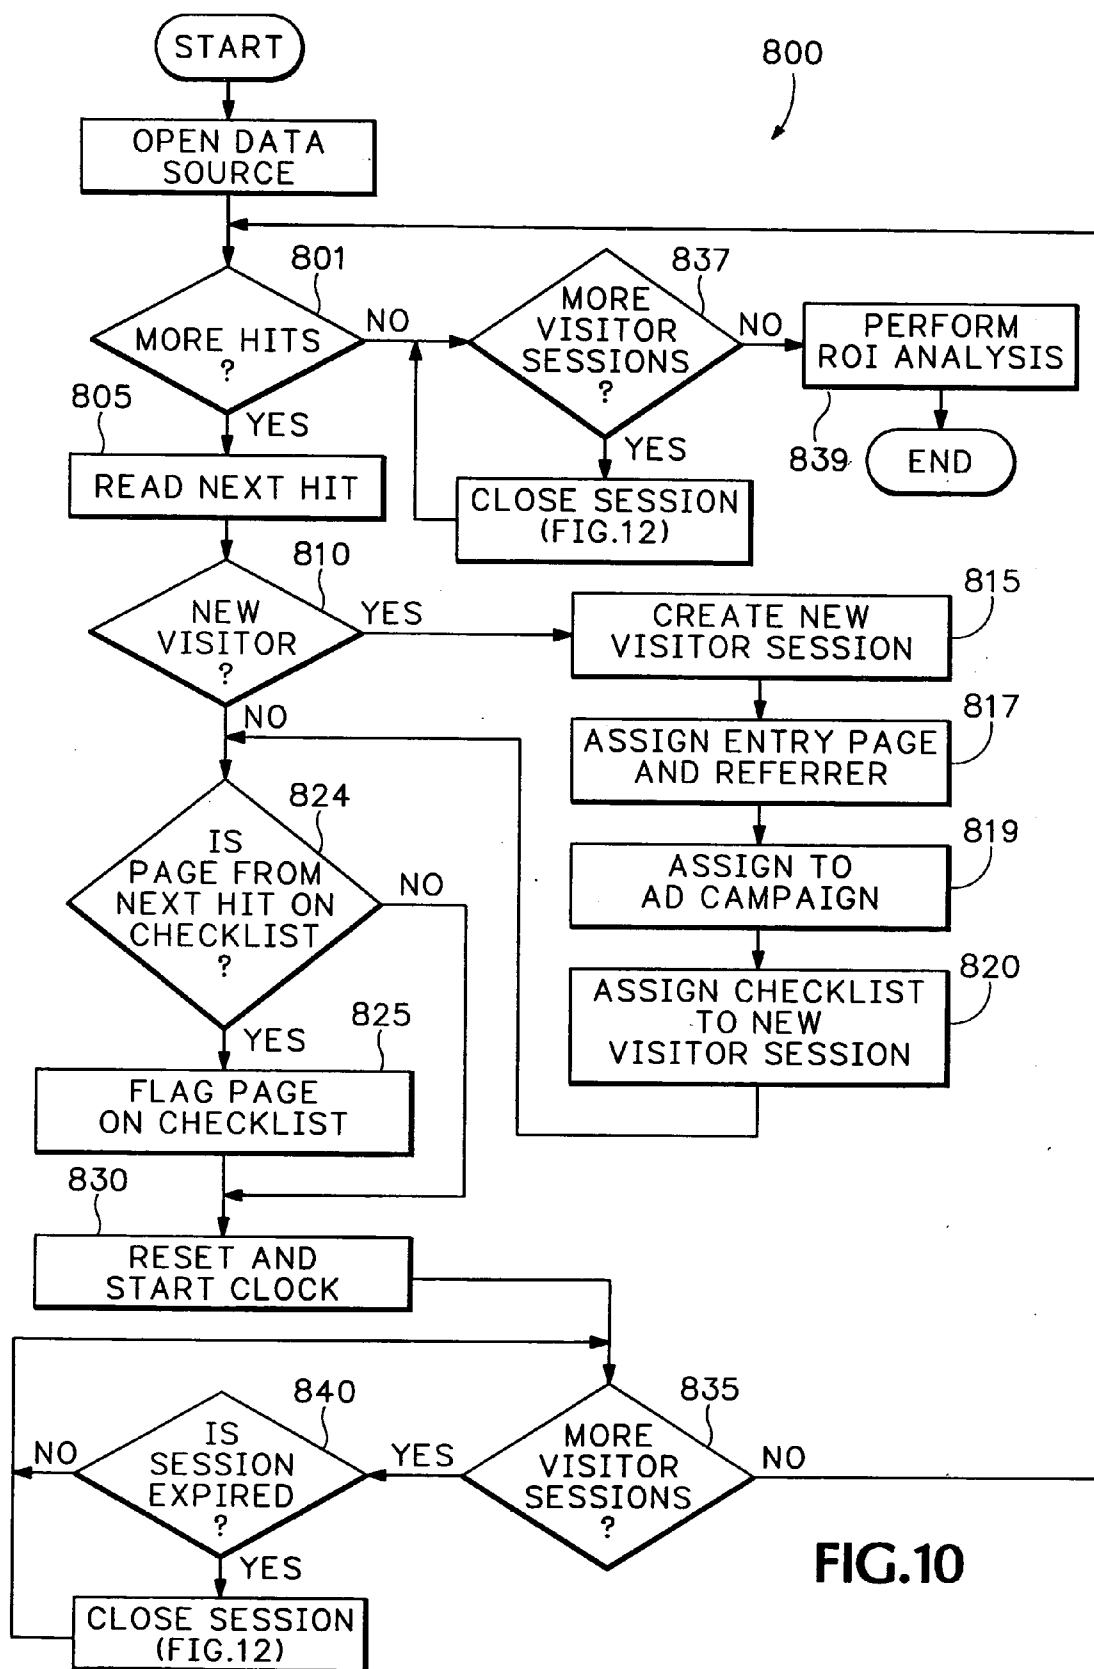 START
800
OPEN DATA
SOURCE
801
837
MORE HITS
?
NO
MORE
VISITOR
SESSIONS
?
NO
PERFORM
ROI ANALYSIS
839
END
YES
805
READ NEXT HIT
YES
CLOSE SESSION
(FIG.12)
810
NEW
VISITOR
?
YES
CREATE NEW
VISITOR SESSION
815
NO
ASSIGN ENTRY PAGE
AND REFERRER
817
824
IS
PAGE FROM
NEXT HIT ON
CHECKLIST
?
NO
ASSIGN TO
AD CAMPAIGN
819
ASSIGN CHECKLIST
TO NEW
VISITOR SESSION
820
YES
825
FLAG PAGE
ON CHECKLIST
830
RESET AND
START CLOCK
840
835
NO
IS
SESSION
EXPIRED
?
YES
MORE
VISITOR
SESSIONS
?
NO
YES
CLOSE SESSION
(FIG.12)
FIG.10